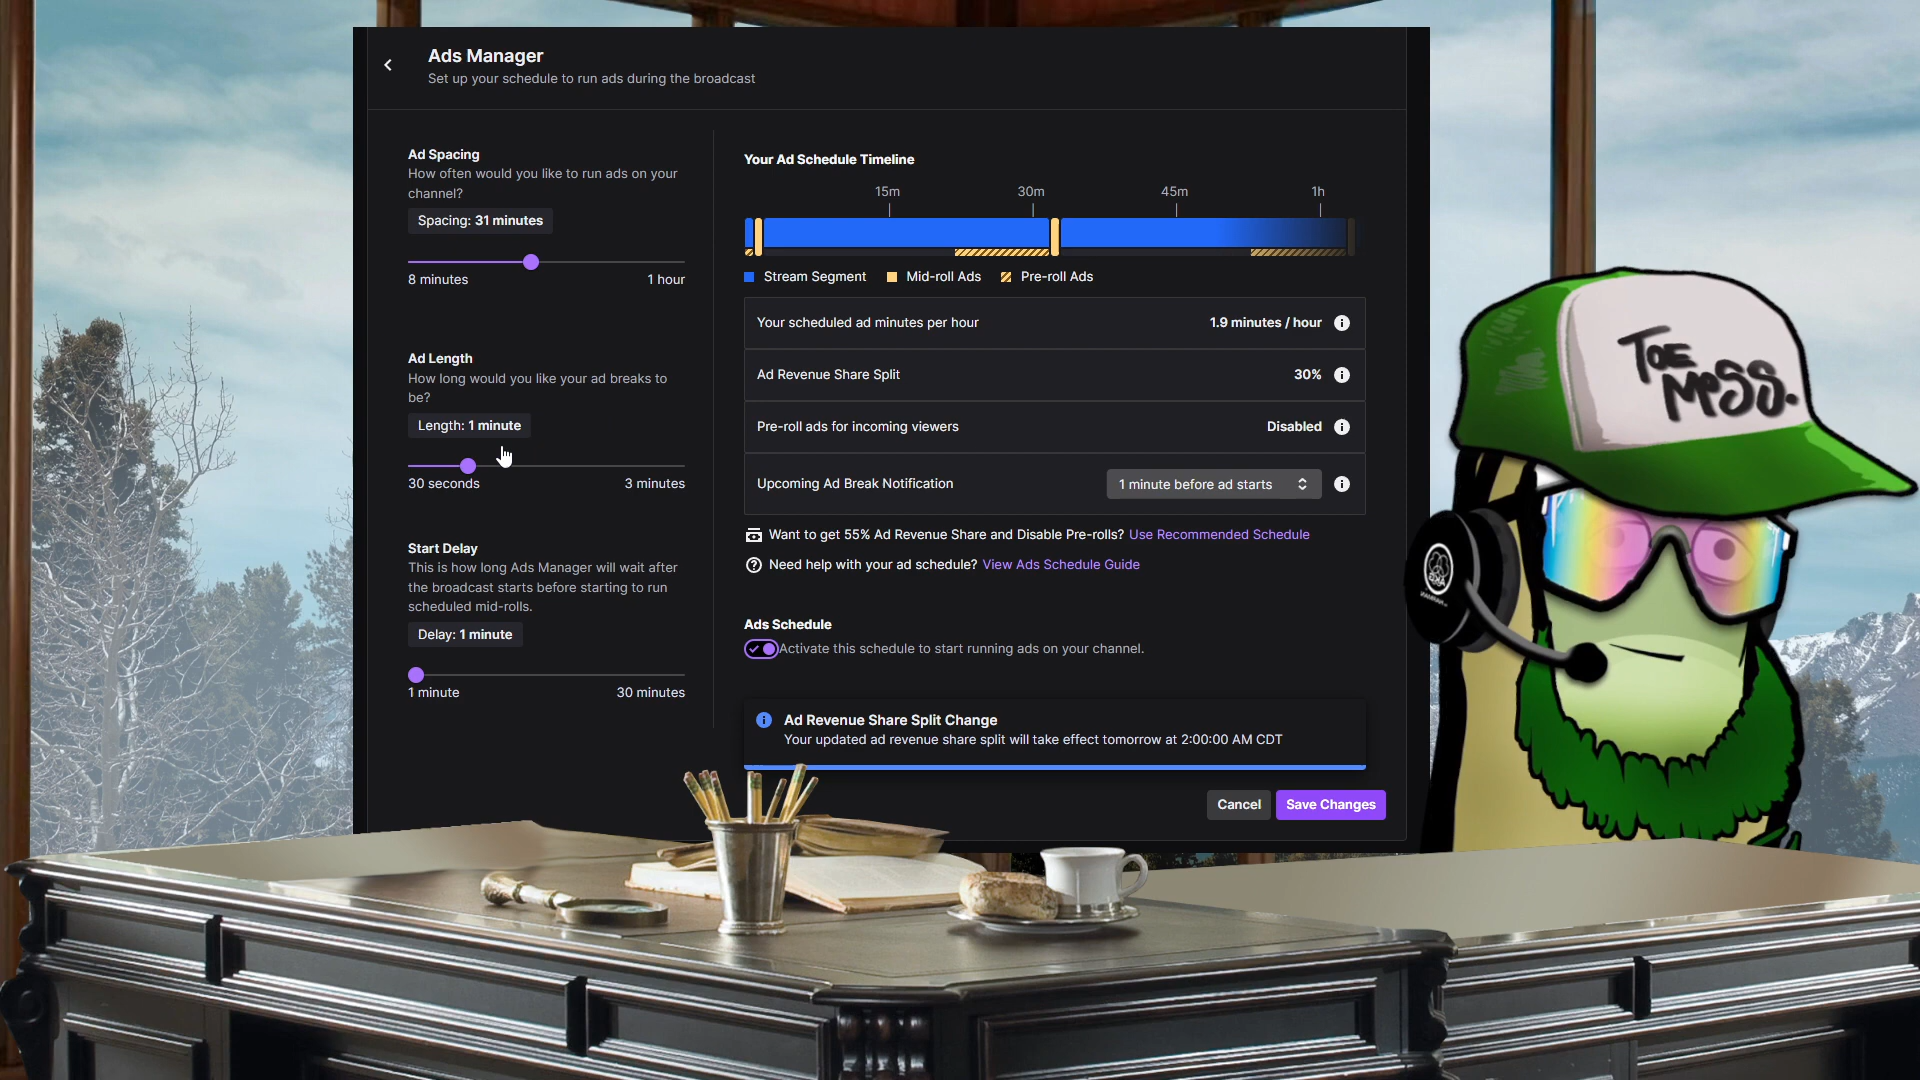 Ads Manager
Set up your schedule to run ads during the broadcast
Ad Spacing
How often would you like to run ads on your
channel?
Spacing: 31 minutes
8 minutes 1 hour
Ad Length
How long would you like your ad breaks to
be?
Length: 1 minute
30 seconds 3 minutes
Start Delay
This is how long Ads Manager will wait after
the broadcast starts before starting to run
scheduled mid-rolls.
Delay: 1 minute
1 minute 30 minutes
Your Ad Schedule Timeline
15m 30m 45m 1h
Stream Segment Mid-roll Ads Pre-roll Ads
Your scheduled ad minutes per hour 1.9 minutes / hour
Ad Revenue Share Split 30%
Pre-roll ads for incoming viewers Disabled
Upcoming Ad Break Notification 1 minute before ad starts
Want to get 55% Ad Revenue Share and Disable Pre-rolls? Use Recommended Schedule
Need help with your ad schedule? View Ads Schedule Guide
Ads Schedule
Activate this schedule to start running ads on your channel.
Ad Revenue Share Split Change
Your updated ad revenue share split will take effect tomorrow at 2:00:00 AM CDT
Cancel Save Changes
TOE
MOSS.